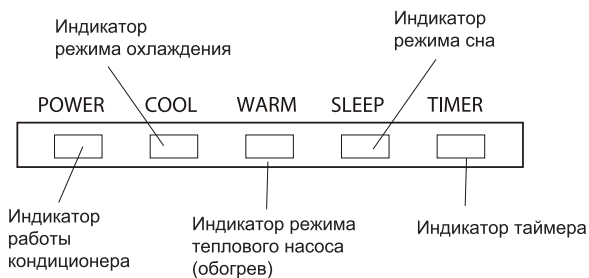 Индикатор
режима охлаждения
Индикатор
режима сна
POWER COOL WARM SLEEP TIMER
Индикатор
работы
кондиционера
Индикатор режима
теплового насоса
(обогрев)
Индикатор таймера